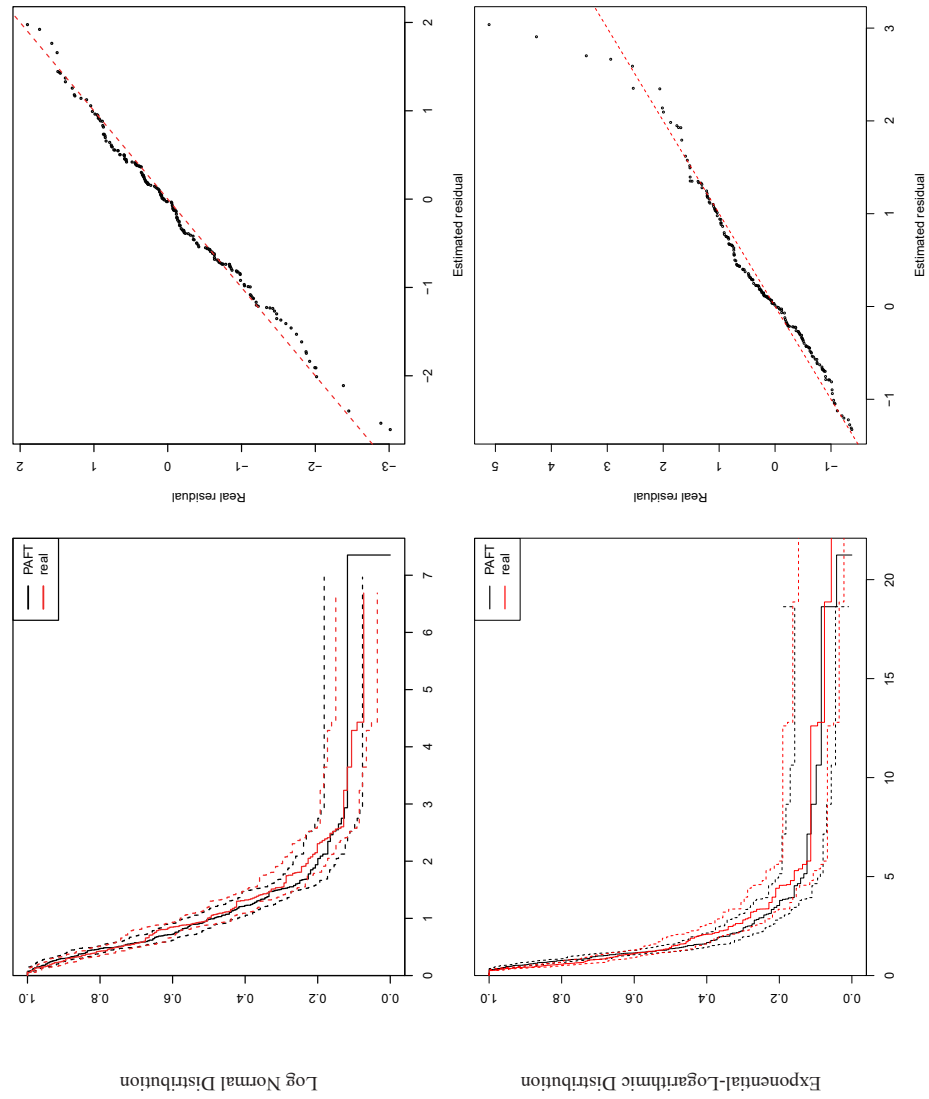 Log Normal Distribution
0.0 0.2 0.4 0.6 0.8 1.0
0 1 2 3 4 5 6 7
PAFT
real
Real residual
−3 −2 −1 0 1 2
−2 −1 0 1 2
Estimated residual
Exponential-Logarithmic Distribution
0.0 0.2 0.4 0.6 0.8 1.0
0 5 10 15 20
PAFT
real
Real residual
−1 0 1 2 3 4 5
−1 0 1 2 3
Estimated residual